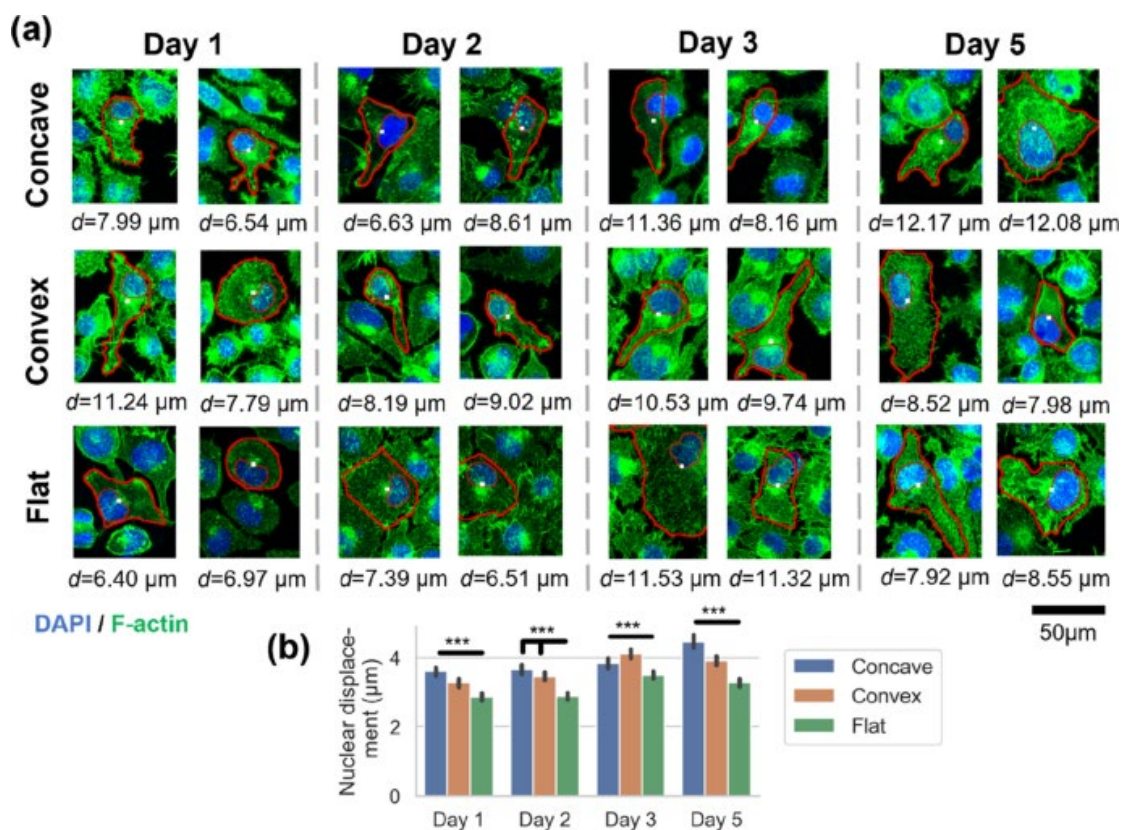 (a)
Day 1 Day 2 Day 3 Day 5
Concave
d=7.99 µm d=6.54 µm d=6.63 µm d=8.61 µm d=11.36 µm d=8.16 µm d=12.17 µm d=12.08 µm
Convex
d=11.24 µm d=7.79 µm d=8.19 µm d=9.02 µm d=10.53 µm d=9.74 µm d=8.52 µm d=7.98 µm
Flat
d=6.40 µm d=6.97 µm d=7.39 µm d=6.51 µm d=11.53 µm d=11.32 µm d=7.92 µm d=8.55 µm
DAPI / F-actin
50µm
(b)
*** *** *** ***
Nuclear displace-
ment (µm)
4
2
0
Day 1 Day 2 Day 3 Day 5
Concave
Convex
Flat